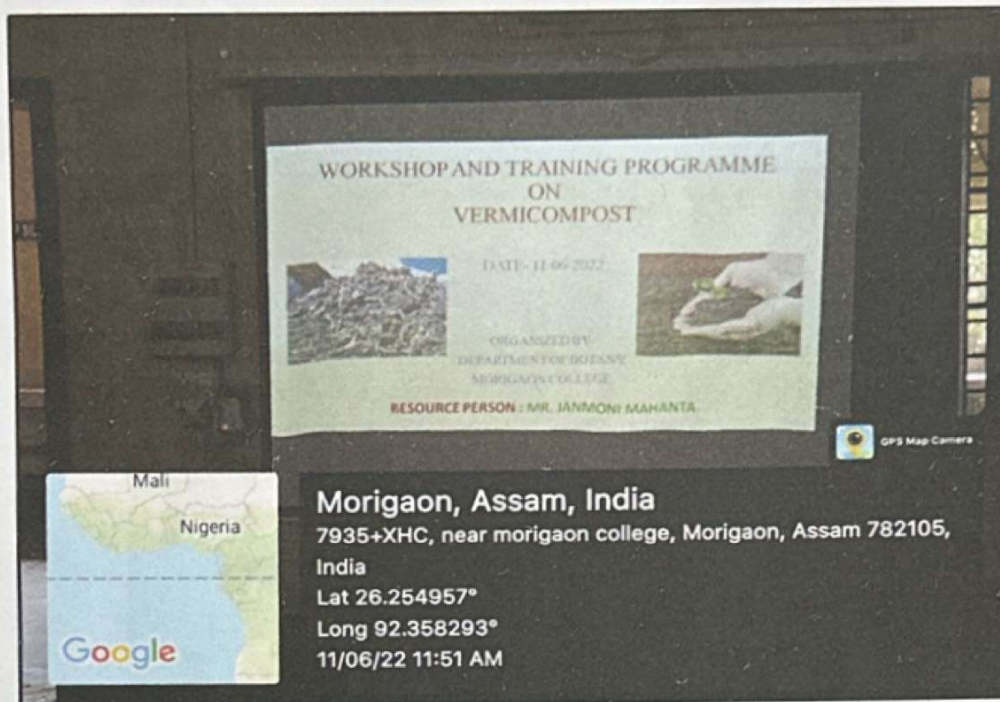 WORKSHOP AND TRAINING PROGRAMME
ON
VERMICOMPOST
DATE- 11-06-2022
ORGANIZED BY
DEPARTMENT OF BOTANY
MORIGAON COLLEGE
RESOURCE PERSON : MR. JANMONI MAHANTA
GPS Map Camera
Mali
Nigeria
Google
Morigaon, Assam, India
7935+XHC, near morigaon college, Morigaon, Assam 782105,
India
Lat 26.254957°
Long 92.358293°
11/06/22 11:51 AM